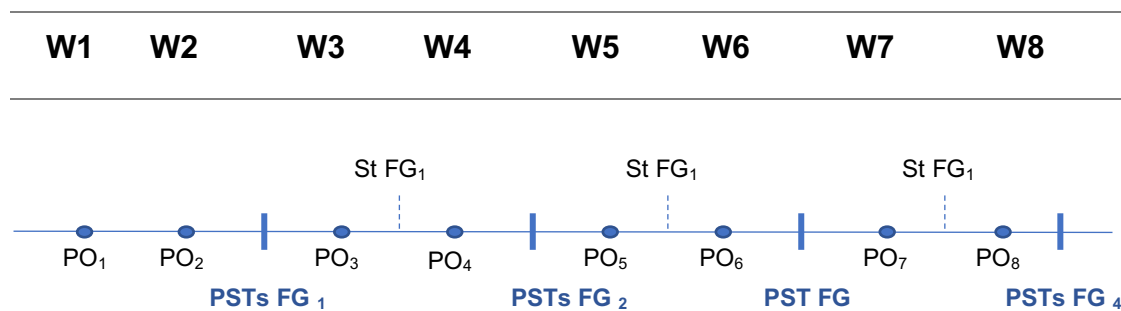 W1 W2 W3 W4 W5 W6 W7 W8
St FG₁ St FG₁ St FG₁
PO₁ PO₂ PO₃ PO₄ PO₅ PO₆ PO₇ PO₈
PSTs FG ₁ PSTs FG ₂ PST FG PSTs FG ₄